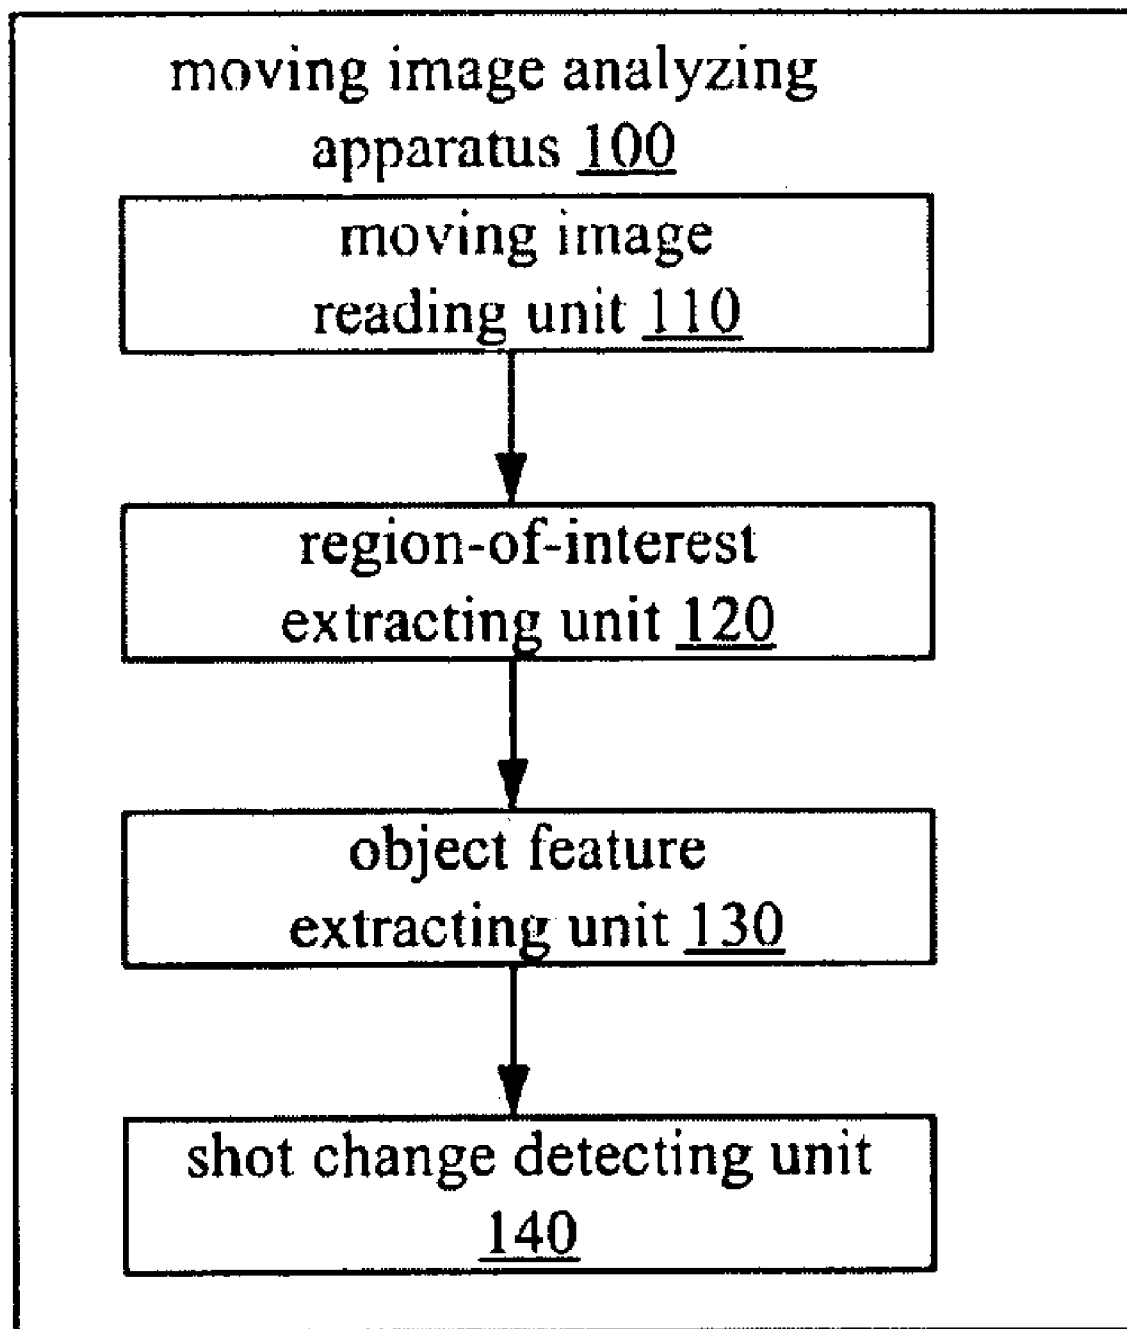 moving image analyzing
apparatus 100
moving image
reading unit 110
region-of-interest
extracting unit 120
object feature
extracting unit 130
shot change detecting unit
140